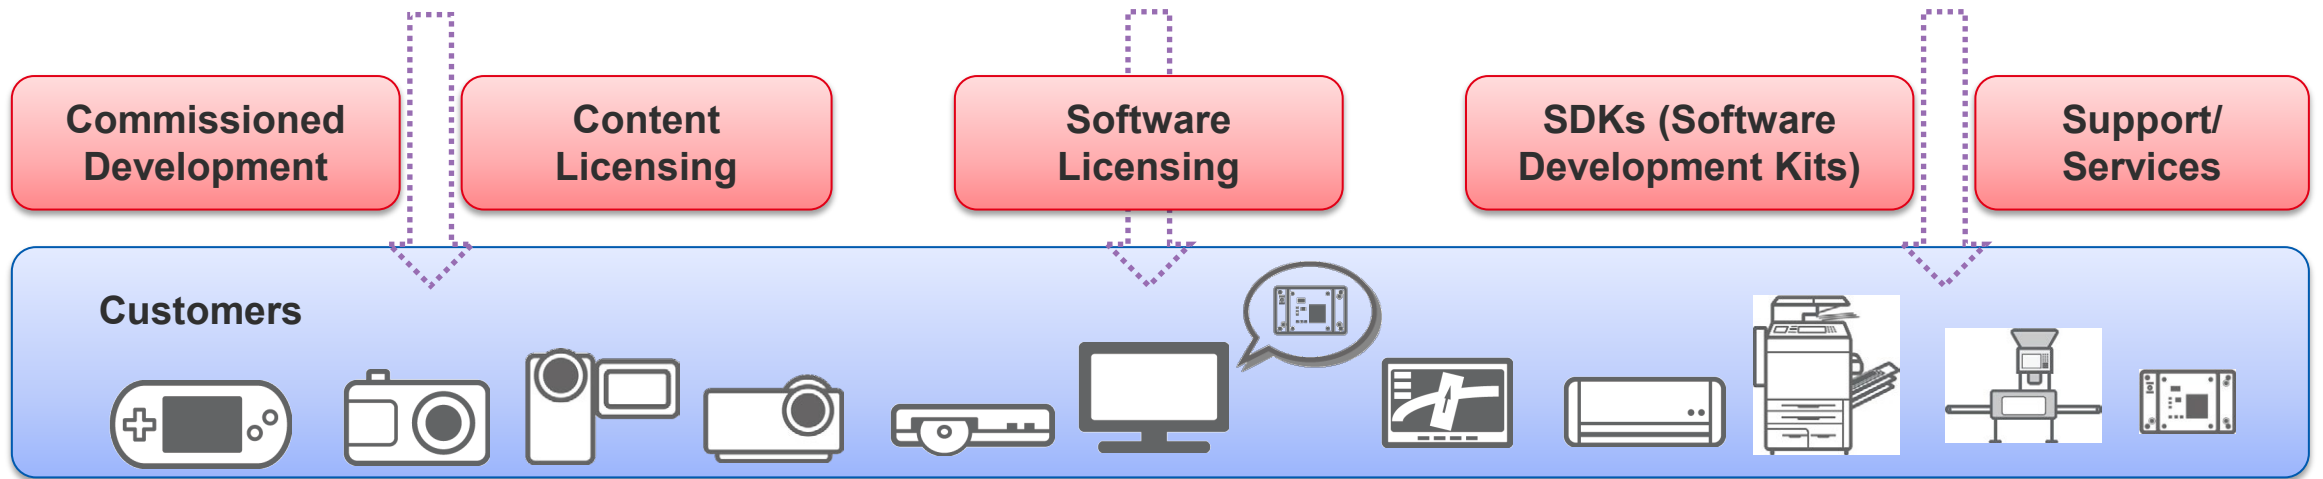 Commissioned
Development
Content
Licensing
Software
Licensing
SDKs (Software
Development Kits)
Support/
Services
Customers